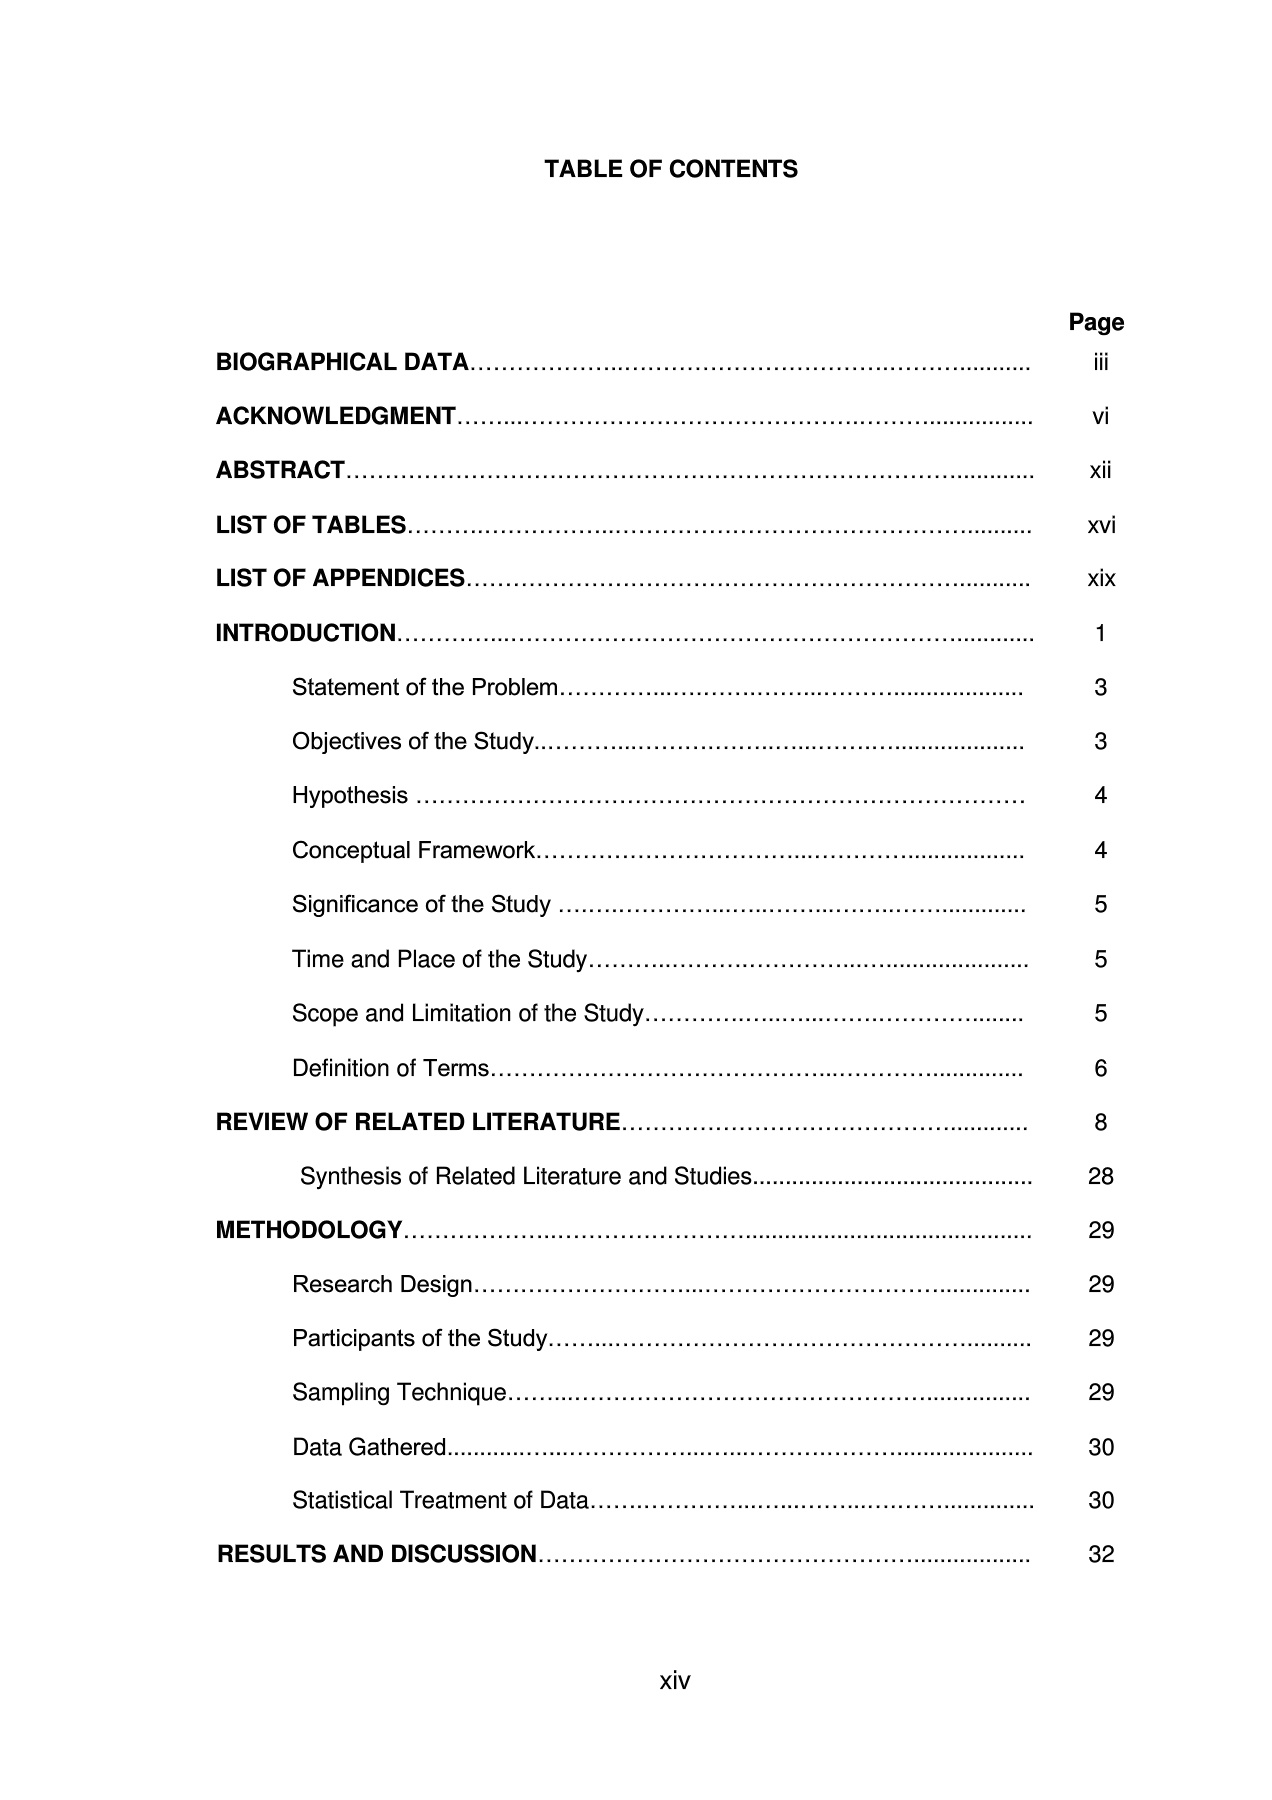 TABLE OF CONTENTS
Page
BIOGRAPHICAL DATA…………………………………………………………… iii
ACKNOWLEDGMENT…………………………………………………………… vi
ABSTRACT…………………………………………………………… xii
LIST OF TABLES…………………………………………………………… xvi
LIST OF APPENDICES…………………………………………………………… xix
INTRODUCTION…………………………………………………………… 1
Statement of the Problem…………………………………………………… 3
Objectives of the Study…………………………………………………… 3
Hypothesis …………………………………………………………………… 4
Conceptual Framework…………………………………………………… 4
Significance of the Study …………………………………………………… 5
Time and Place of the Study…………………………………………………… 5
Scope and Limitation of the Study…………………………………………… 5
Definition of Terms…………………………………………………………… 6
REVIEW OF RELATED LITERATURE…………………………………………… 8
Synthesis of Related Literature and Studies.......................................... 28
METHODOLOGY…………………………………………………………… 29
Research Design…………………………………………………………… 29
Participants of the Study…………………………………………………… 29
Sampling Technique…………………………………………………………… 29
Data Gathered…………………………………………………………… 30
Statistical Treatment of Data…………………………………………………… 30
RESULTS AND DISCUSSION…………………………………………………… 32
xiv